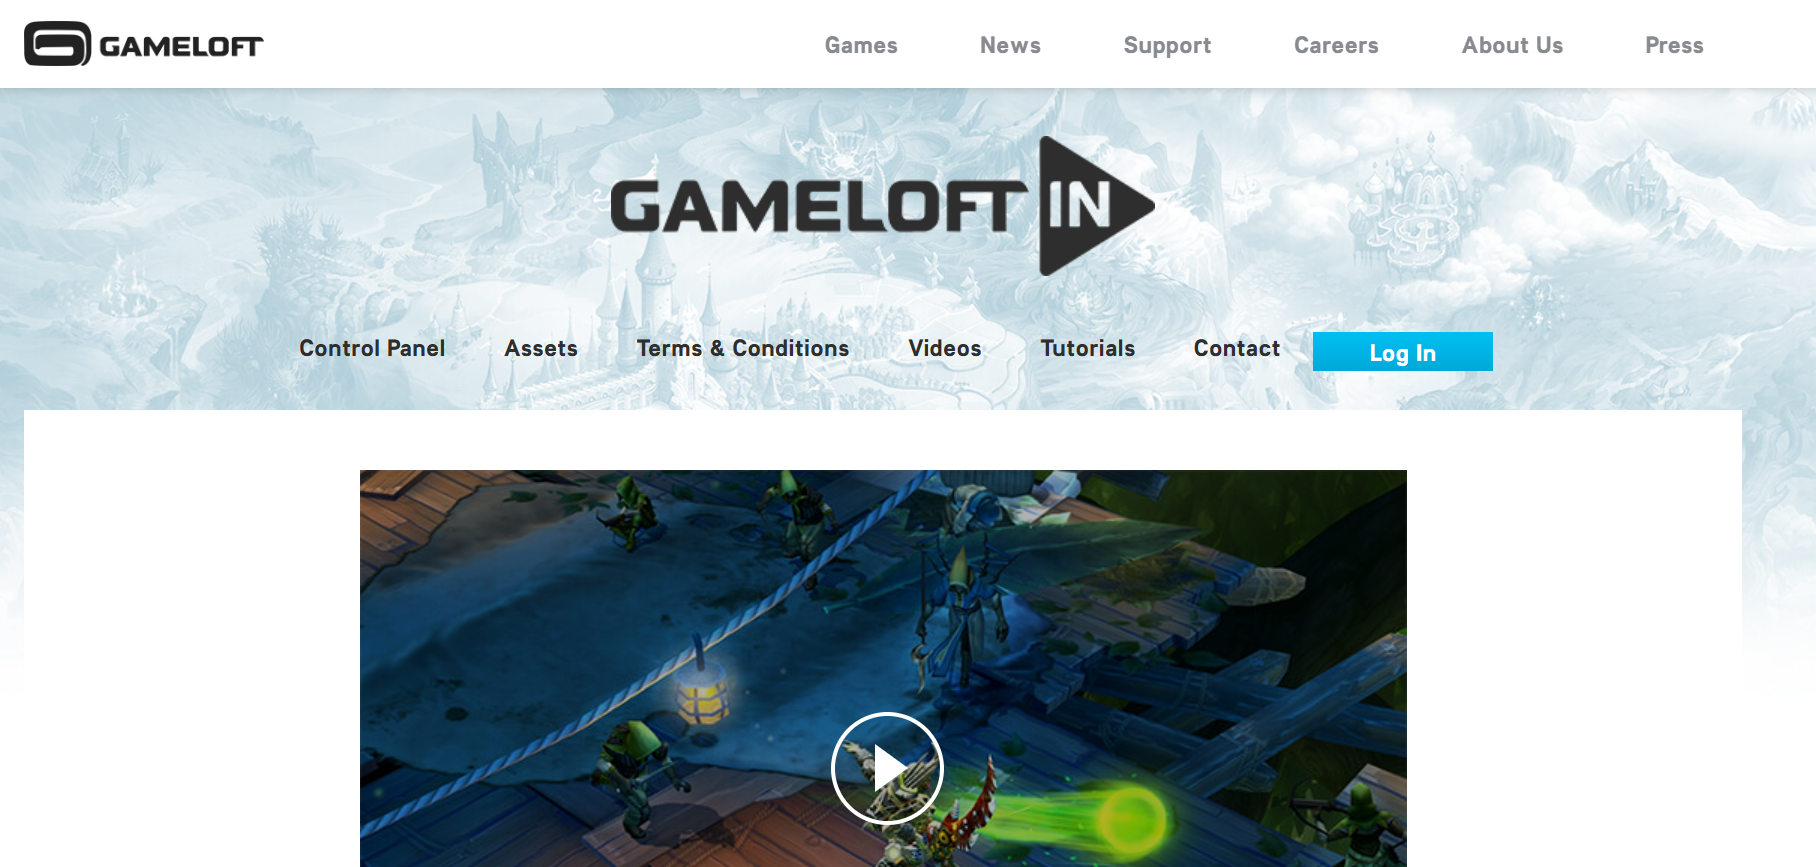 GAMELOFT
Games News Support Careers About Us Press
GAMELOFT IN
Control Panel Assets Terms & Conditions Videos Tutorials Contact Log In